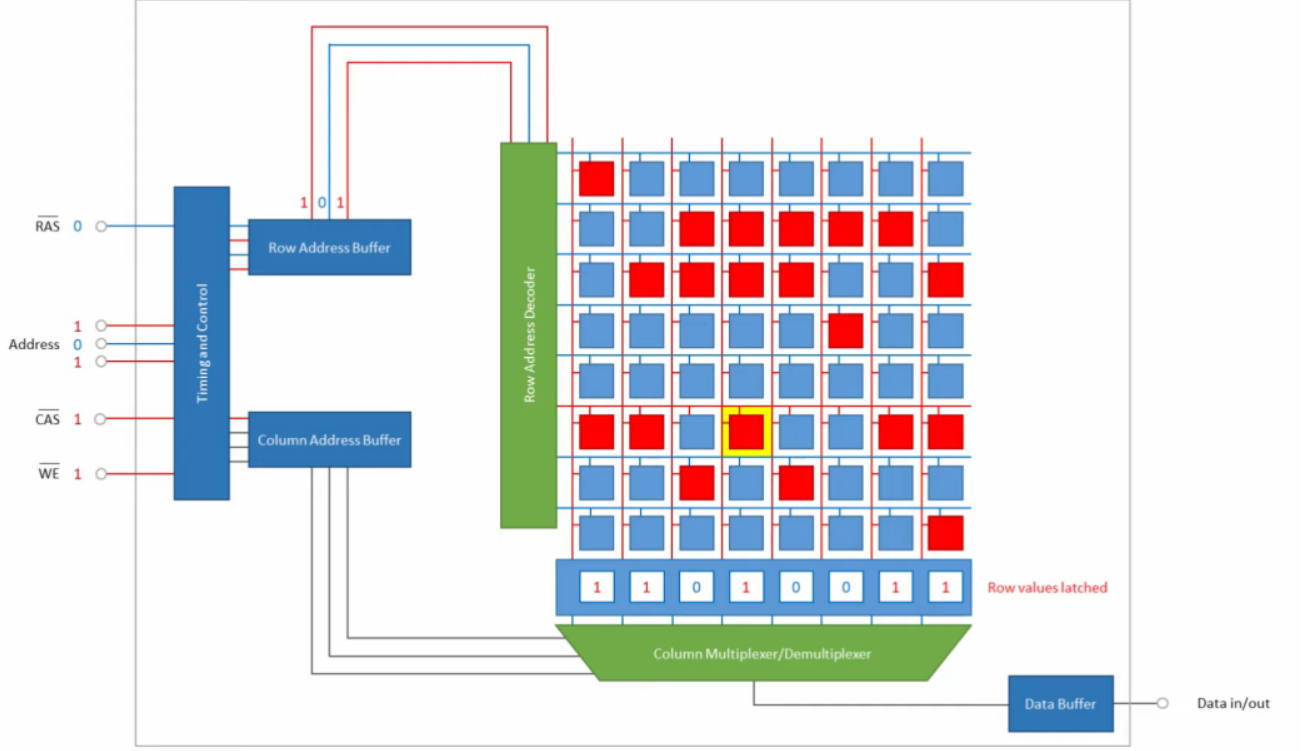 1 0 1
RAS 0
Row Address Buffer
Timing and Control
Row Address Decoder
1
Address 0
1
CAS 1
Column Address Buffer
WE 1
1 1 0 1 0 0 1 1
Row values latched
Column Multiplexer/Demultiplexer
Data Buffer
Data in/out